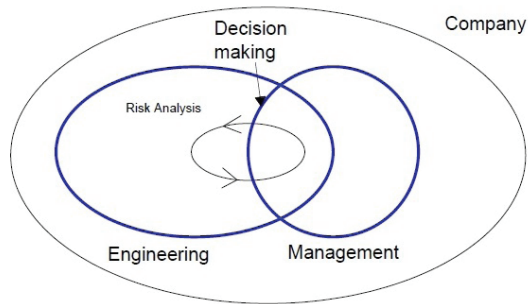 Company
Decision
making
Risk Analysis
Engineering
Management